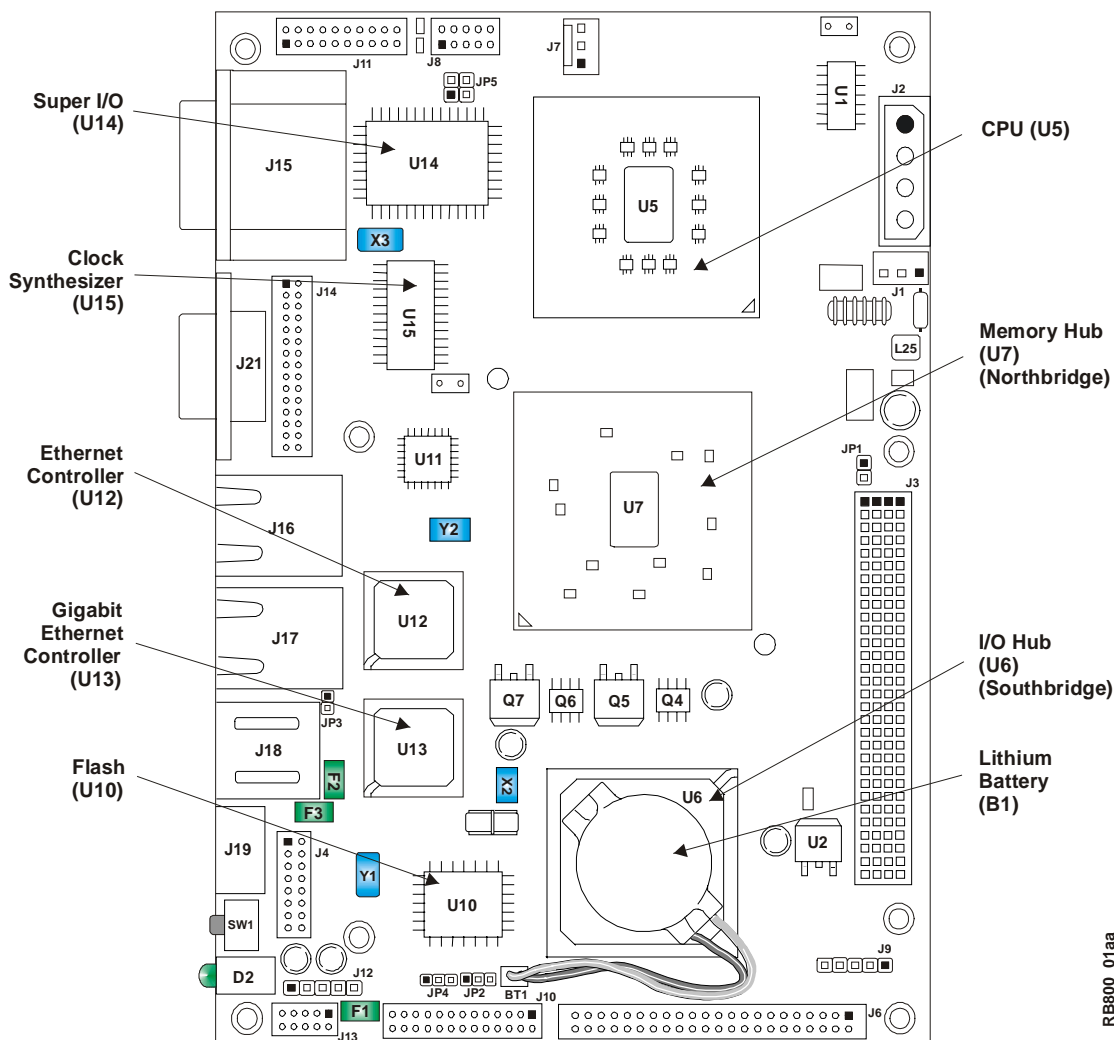 J11
J8
J7
JP5
U1
J2
Super I/O
(U14)
CPU (U5)
J15
U14
U5
X3
Clock
Synthesizer
(U15)
J14
U15
J1
J21
L25
Memory Hub
(U7)
(Northbridge)
Ethernet
Controller
(U12)
U11
JP1
J3
J16
Y2
U7
Gigabit
Ethernet
Controller
(U13)
J17
U12
I/O Hub
(U6)
(Southbridge)
JP3
Q7
Q6
Q5
Q4
J18
U13
Flash
(U10)
F2
X2
U6
Lithium
Battery
(B1)
F3
J19
J4
Y1
U2
U10
SW1
D2
J12
J9
JP4
JP2
BT1
J10
F1
J13
J6
RB800_01aa